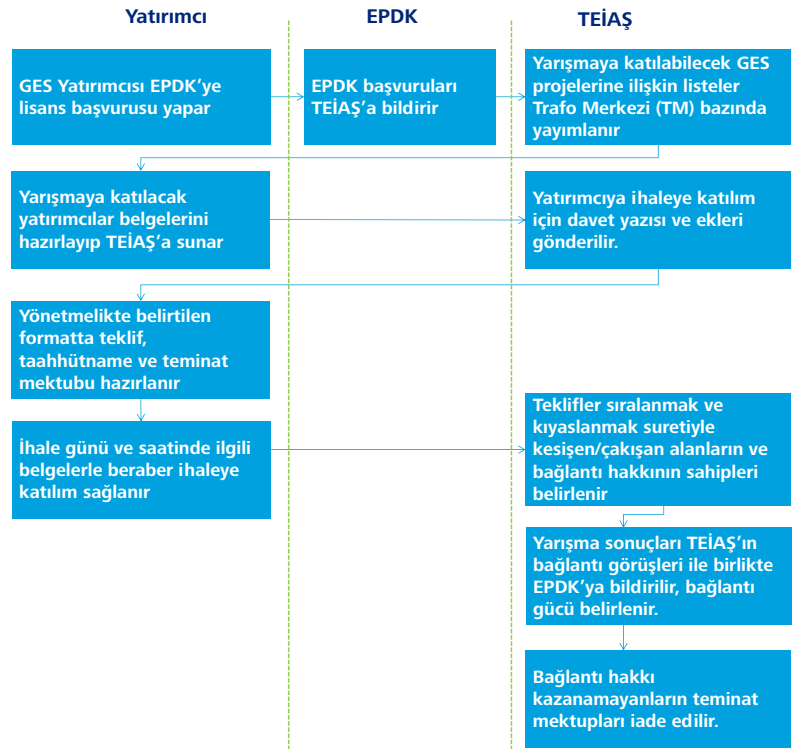 Yatırımcı
EPDK
TEİAŞ
GES Yatırımcısı EPDK'ye
lisans başvurusu yapar
EPDK başvuruları
TEİAŞ'a bildirir
Yarışmaya katılabilecek GES
projelerine ilişkin listeler
Trafo Merkezi (TM) bazında
yayımlanır
Yarışmaya katılacak
yatırımcılar belgelerini
hazırlayıp TEİAŞ'a sunar
Yatırımcıya ihaleye katılım
için davet yazısı ve ekleri
gönderilir.
Yönetmelikte belirtilen
formatta teklif,
taahhütname ve teminat
mektubu hazırlanır
İhale günü ve saatinde ilgili
belgelerle beraber ihaleye
katılım sağlanır
Teklifler sıralanmak ve
kıyaslanmak suretiyle
kesişen/çakışan alanların ve
bağlantı hakkının sahipleri
belirlenir
Yarışma sonuçları TEİAŞ'ın
bağlantı görüşleri ile birlikte
EPDK'ya bildirilir, bağlantı
gücü belirlenir.
Bağlantı hakkı
kazanamayanların teminat
mektupları iade edilir.